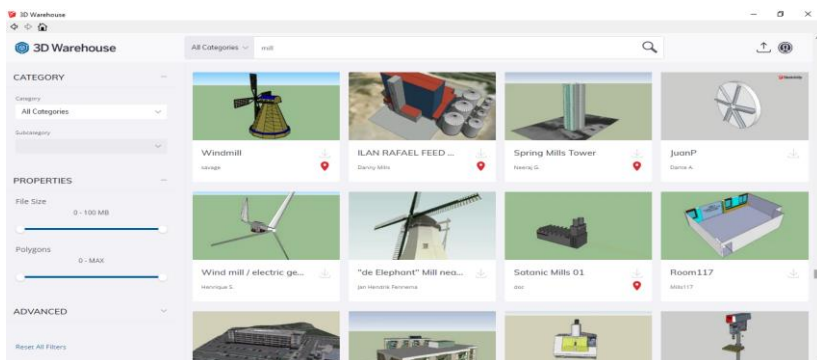 3D Warehouse
3D Warehouse
All Categories
mill
CATEGORY
Category
All Categories
Subcategory
PROPERTIES
File Size
0 - 100 MB
Polygons
0 - MAX
ADVANCED
Reset All Filters
Windmill
savage
ILAN RAFAEL FEED ...
Danny Mini
Spring Mills Tower
Neeraj G.
JuanP
Dante A.
Wind mill / electric ge...
Henrique S.
"de Elephant" Mill nea...
Jan Hendrik Pennema
Satanic Mills 01
doc
Room117
Mills117